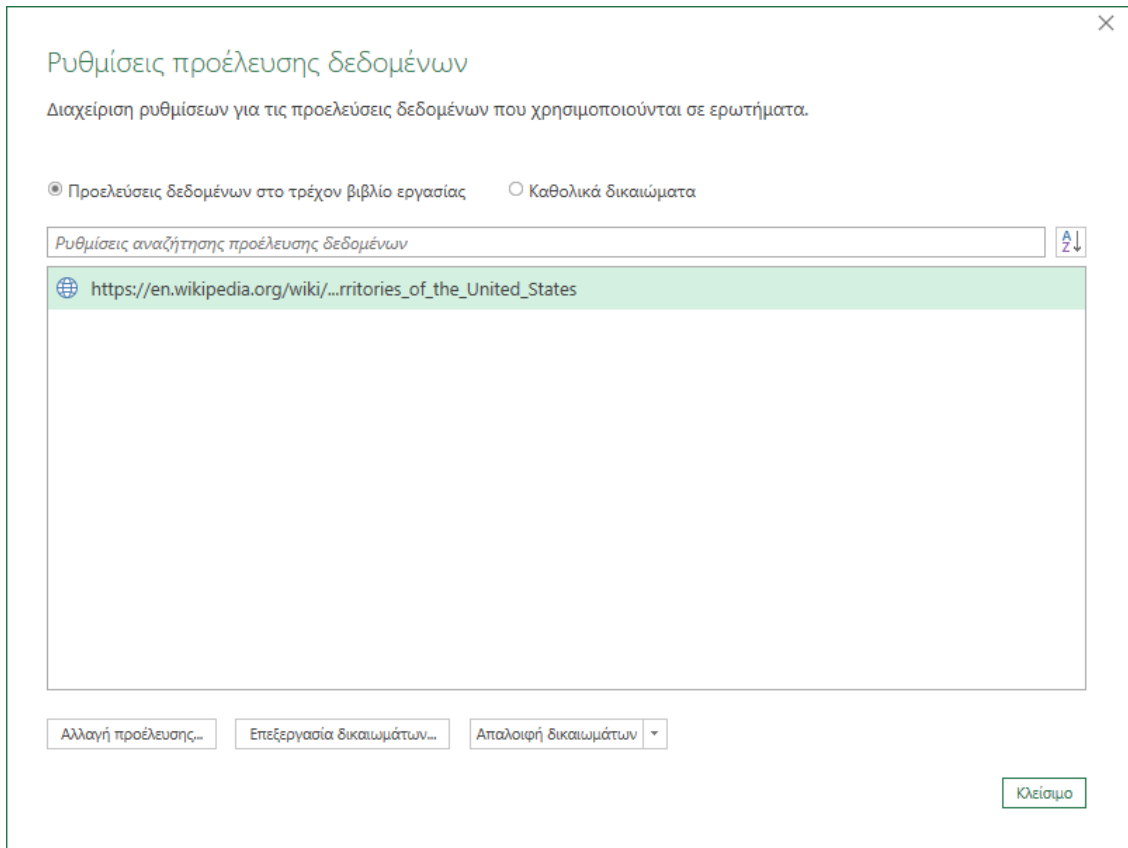 Ρυθμίσεις προέλευσης δεδομένων
Διαχείριση ρυθμίσεων για τις προελεύσεις δεδομένων που χρησιμοποιούνται σε ερωτήματα.
Προελεύσεις δεδομένων στο τρέχον βιβλίο εργασίας Καθολικά δικαιώματα
Ρυθμίσεις αναζήτησης προέλευσης δεδομένων AZ
https://en.wikipedia.org/wiki/...rritories_of_the_United_States
Αλλαγή προέλευσης... Επεξεργασία δικαιωμάτων... Απαλοιφή δικαιωμάτων
Κλείσιμο